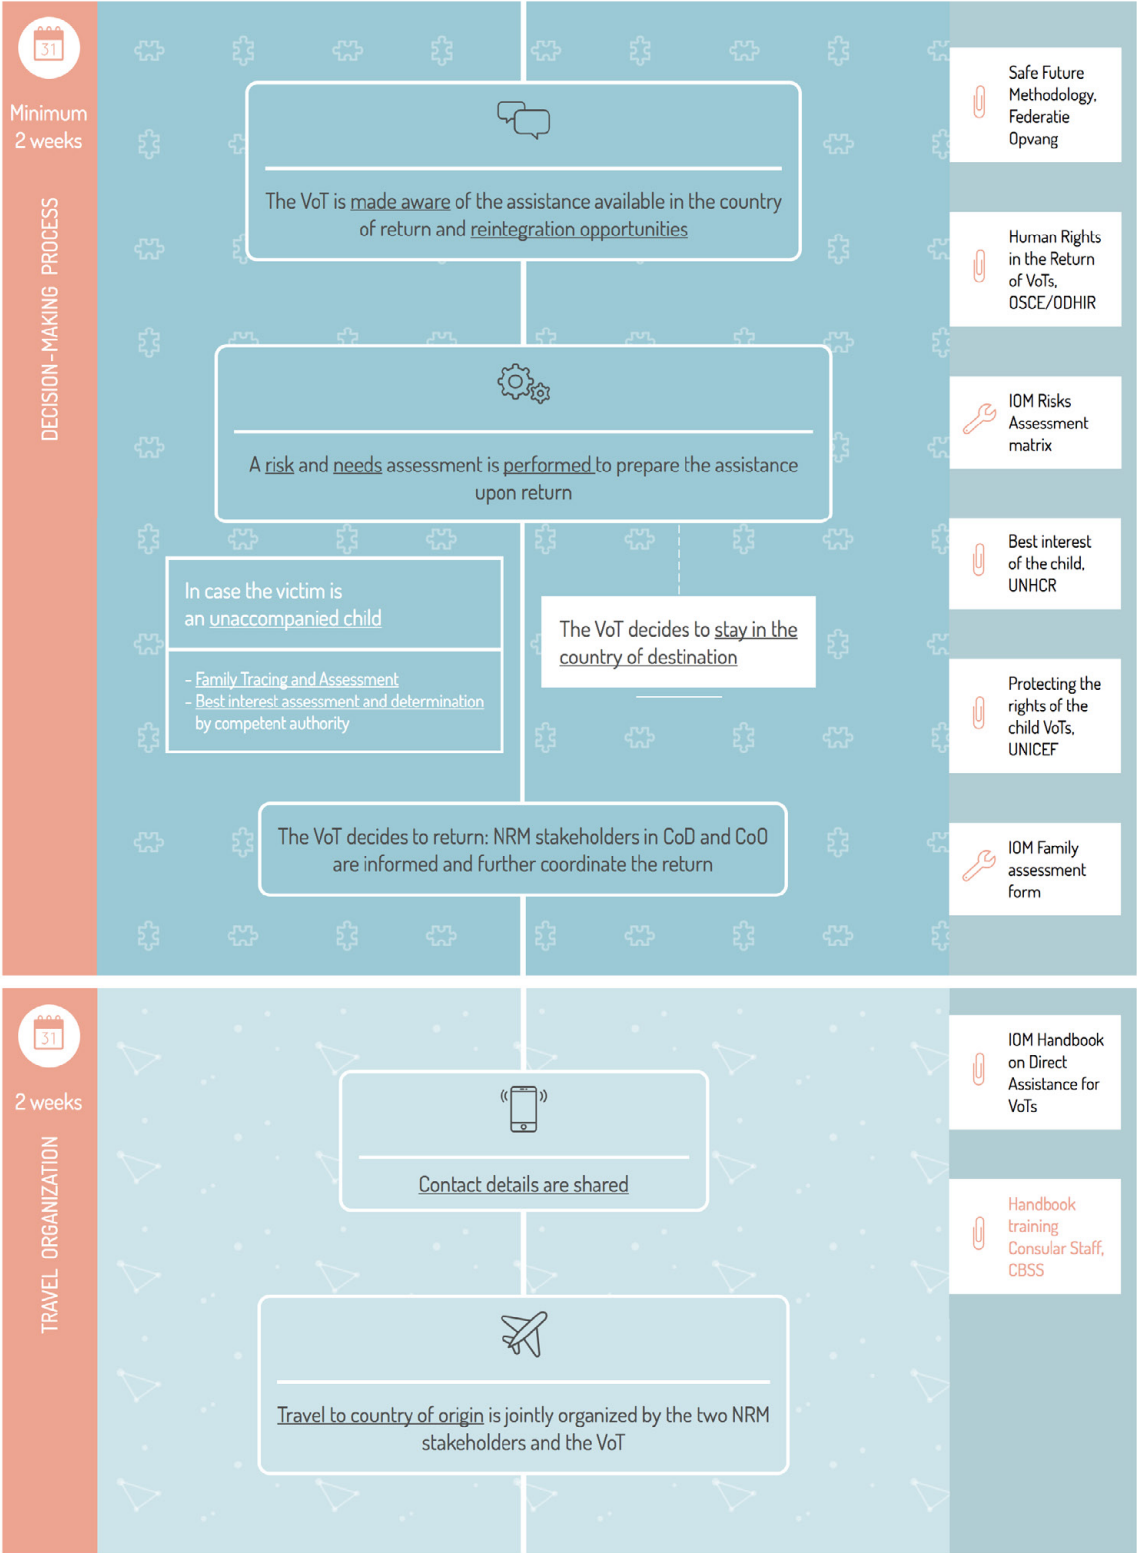 31
Minimum
2 weeks
DECISION-MAKING PROCESS
The VoT is made aware of the assistance available in the country
of return and reintegration opportunities
A risk and needs assessment is performed to prepare the assistance
upon return
In case the victim is
an unaccompanied child
- Family Tracing and Assessment
- Best interest assessment and determination
by competent authority
The VoT decides to stay in the
country of destination
The VoT decides to return: NRM stakeholders in CoD and CoO
are informed and further coordinate the return
Safe Future
Methodology,
Federatie
Opvang
Human Rights
in the Return
of VoTs,
OSCE/ODHIR
IOM Risks
Assessment
matrix
Best interest
of the child,
UNHCR
Protecting the
rights of the
child VoTs,
UNICEF
IOM Family
assessment
form
31
2 weeks
TRAVEL ORGANIZATION
Contact details are shared
Travel to country of origin is jointly organized by the two NRM
stakeholders and the VoT
IOM Handbook
on Direct
Assistance for
VoTs
Handbook
training
Consular Staff,
CBSS